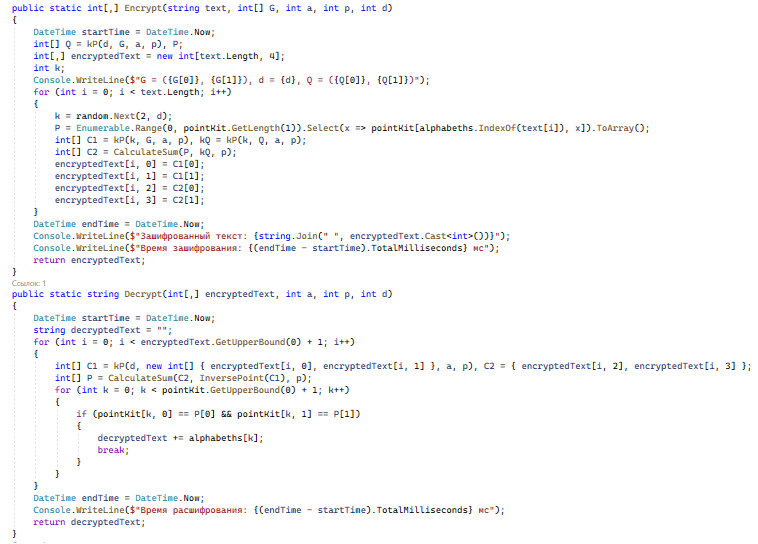 public static int[,] Encrypt(string text, int[] G, int a, int p, int d)
{
DateTime startTime = DateTime.Now;
int[] Q = kP(d, G, a, p), P;
int[,] encryptedText = new int[text.Length, 4];
int k;
Console.WriteLine($"G = ({G[0]}, {G[1]}), d = {d}, Q = ({Q[0]}, {Q[1]})");
for (int i = 0; i < text.Length; i++)
{
k = random.Next(2, d);
P = Enumerable.Range(0, pointKit.GetLength(1)).Select(x => pointKit[alphabeths.IndexOf(text[i]), x]).ToArray();
int[] C1 = kP(k, G, a, p), kQ = kP(k, Q, a, p);
int[] C2 = CalculateSum(P, kQ, p);
encryptedText[i, 0] = C1[0];
encryptedText[i, 1] = C1[1];
encryptedText[i, 2] = C2[0];
encryptedText[i, 3] = C2[1];
}
DateTime endTime = DateTime.Now;
Console.WriteLine($"Зашифрованный текст: {string.Join(" ", encryptedText.Cast<int>())}");
Console.WriteLine($"Время зашифрования: {(endTime - startTime).TotalMilliseconds} мс");
return encryptedText;
}
Ссылок: 1
public static string Decrypt(int[,] encryptedText, int a, int p, int d)
{
DateTime startTime = DateTime.Now;
string decryptedText = "";
for (int i = 0; i < encryptedText.GetUpperBound(0) + 1; i++)
{
int[] C1 = kP(d, new int[] { encryptedText[i, 0], encryptedText[i, 1] }, a, p), C2 = { encryptedText[i, 2], encryptedText[i, 3] };
int[] P = CalculateSum(C2, InversePoint(C1), p);
for (int k = 0; k < pointKit.GetUpperBound(0) + 1; k++)
{
if (pointKit[k, 0] == P[0] && pointKit[k, 1] == P[1])
{
decryptedText += alphabeths[k];
break;
}
}
}
DateTime endTime = DateTime.Now;
Console.WriteLine($"Время расшифрования: {(endTime - startTime).TotalMilliseconds} мс");
return decryptedText;
}